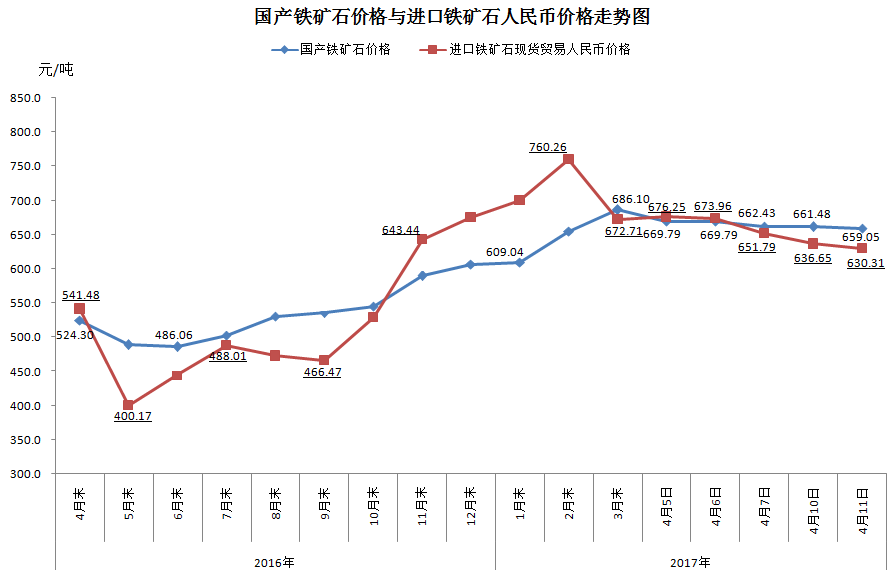 国产铁矿石价格与进口铁矿石人民币价格走势图
国产铁矿石价格 进口铁矿石现货贸易人民币价格
元/吨
850.0
800.0
750.0
700.0
650.0
600.0
550.0
500.0
450.0
400.0
350.0
300.0
541.48
524.30
400.17
486.06
488.01
466.47
643.44
609.04
760.26
686.10
672.71
676.25
669.79
673.96
669.79
662.43
651.79
661.48
636.65
659.05
630.31
4月末
5月末
6月末
7月末
8月末
9月末
10月末
11月末
12月末
1月末
2月末
3月末
4月5日
4月6日
4月7日
4月10日
4月11日
2016年 2017年